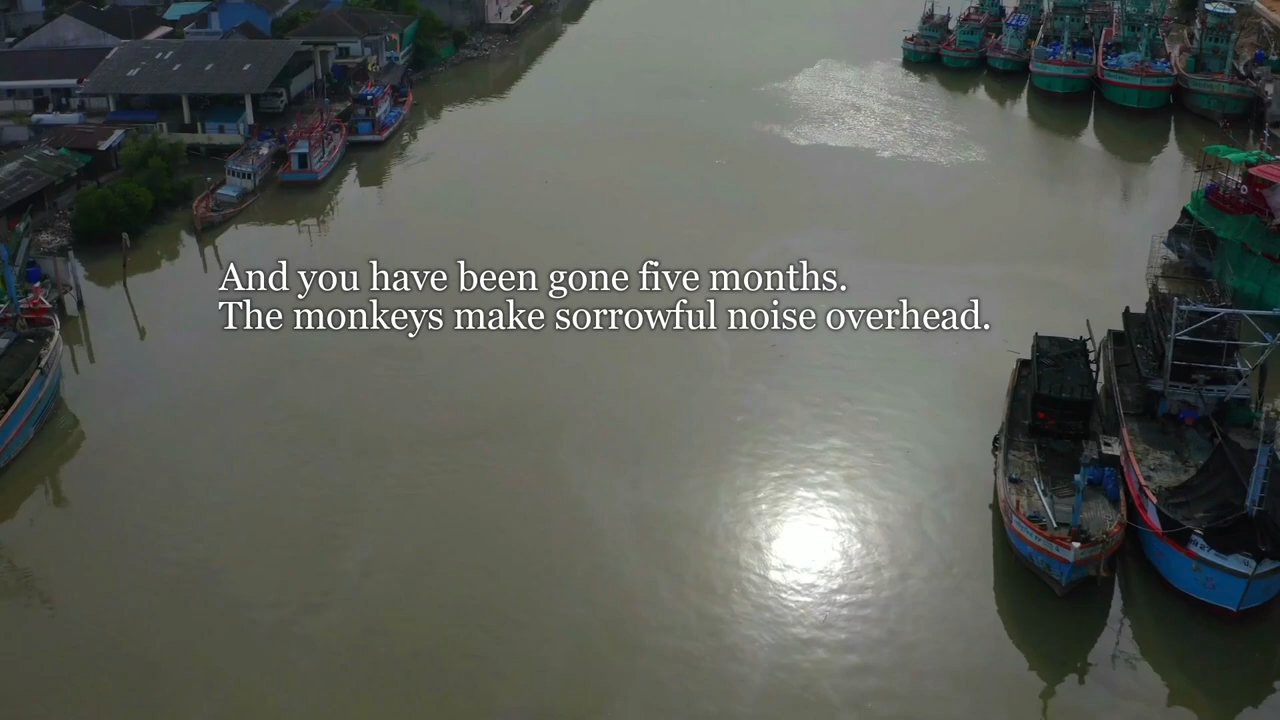 And you have been gone five months.
The monkeys make sorrowful noise overhead.